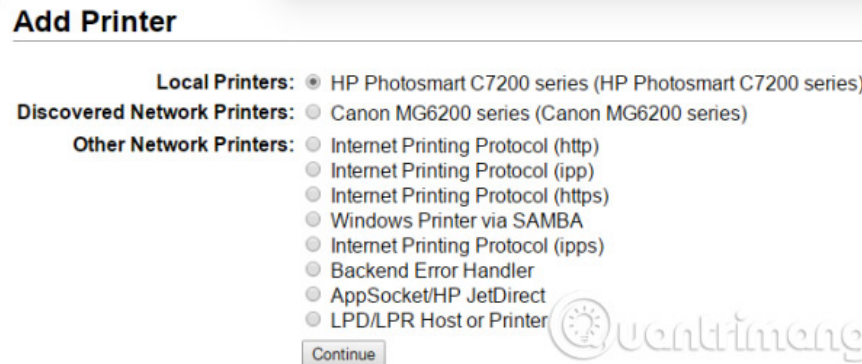 Add Printer
Local Printers: HP Photosmart C7200 series (HP Photosmart C7200 series)
Discovered Network Printers: Canon MG6200 series (Canon MG6200 series)
Other Network Printers: Internet Printing Protocol (http)
Internet Printing Protocol (ipp)
Internet Printing Protocol (https)
Windows Printer via SAMBA
Internet Printing Protocol (ipps)
Backend Error Handler
AppSocket/HP JetDirect
LPD/LPR Host or Printer
Quantrimang
Continue